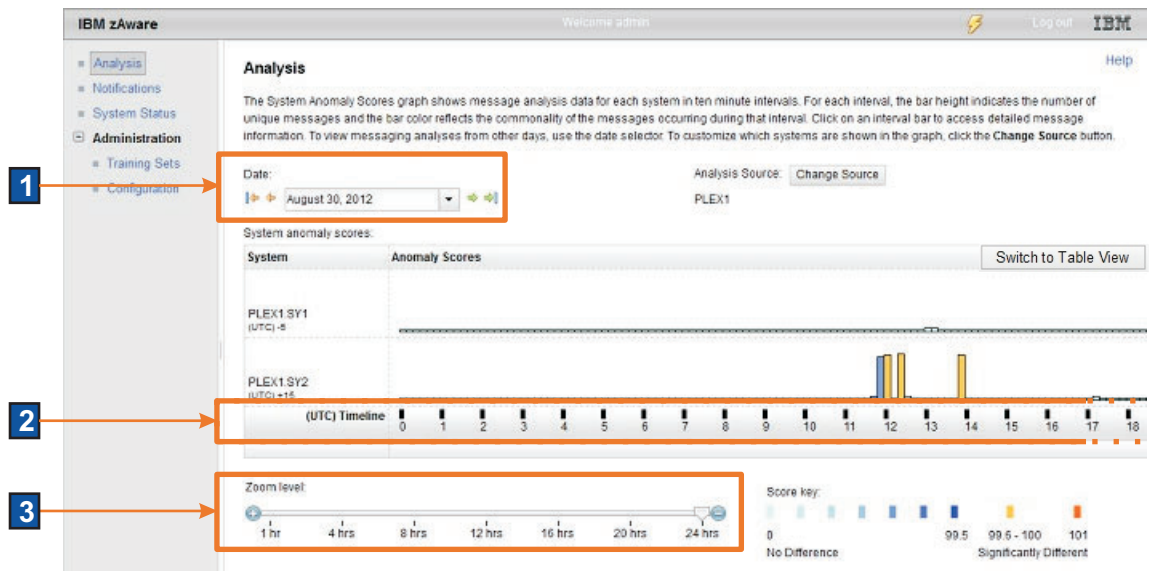 IBM zAware
Welcome admin
Log out
IBM
Analysis
Notifications
System Status
Administration
Training Sets
Configuration
Analysis
Help
The System Anomaly Scores graph shows message analysis data for each system in ten minute intervals. For each interval, the bar height indicates the number of
unique messages and the bar color reflects the commonality of the messages occurring during that interval. Click on an interval bar to access detailed message
information. To view messaging analyses from other days, use the date selector. To customize which systems are shown in the graph, click the Change Source button.
1
Date:
August 30, 2012
Analysis Source: Change Source
PLEX1
System anomaly scores:
System Anomaly Scores Switch to Table View
PLEX1.SY1
(UTC) -5
PLEX1.SY2
(UTC) +15
2
(UTC) Timeline
0 1 2 3 4 5 6 7 8 9 10 11 12 13 14 15 16 17 18
3
Zoom level:
1 hr 4 hrs 8 hrs 12 hrs 16 hrs 20 hrs 24 hrs
Score key:
0 99.5 99.6 - 100 101
No Difference Significantly Different